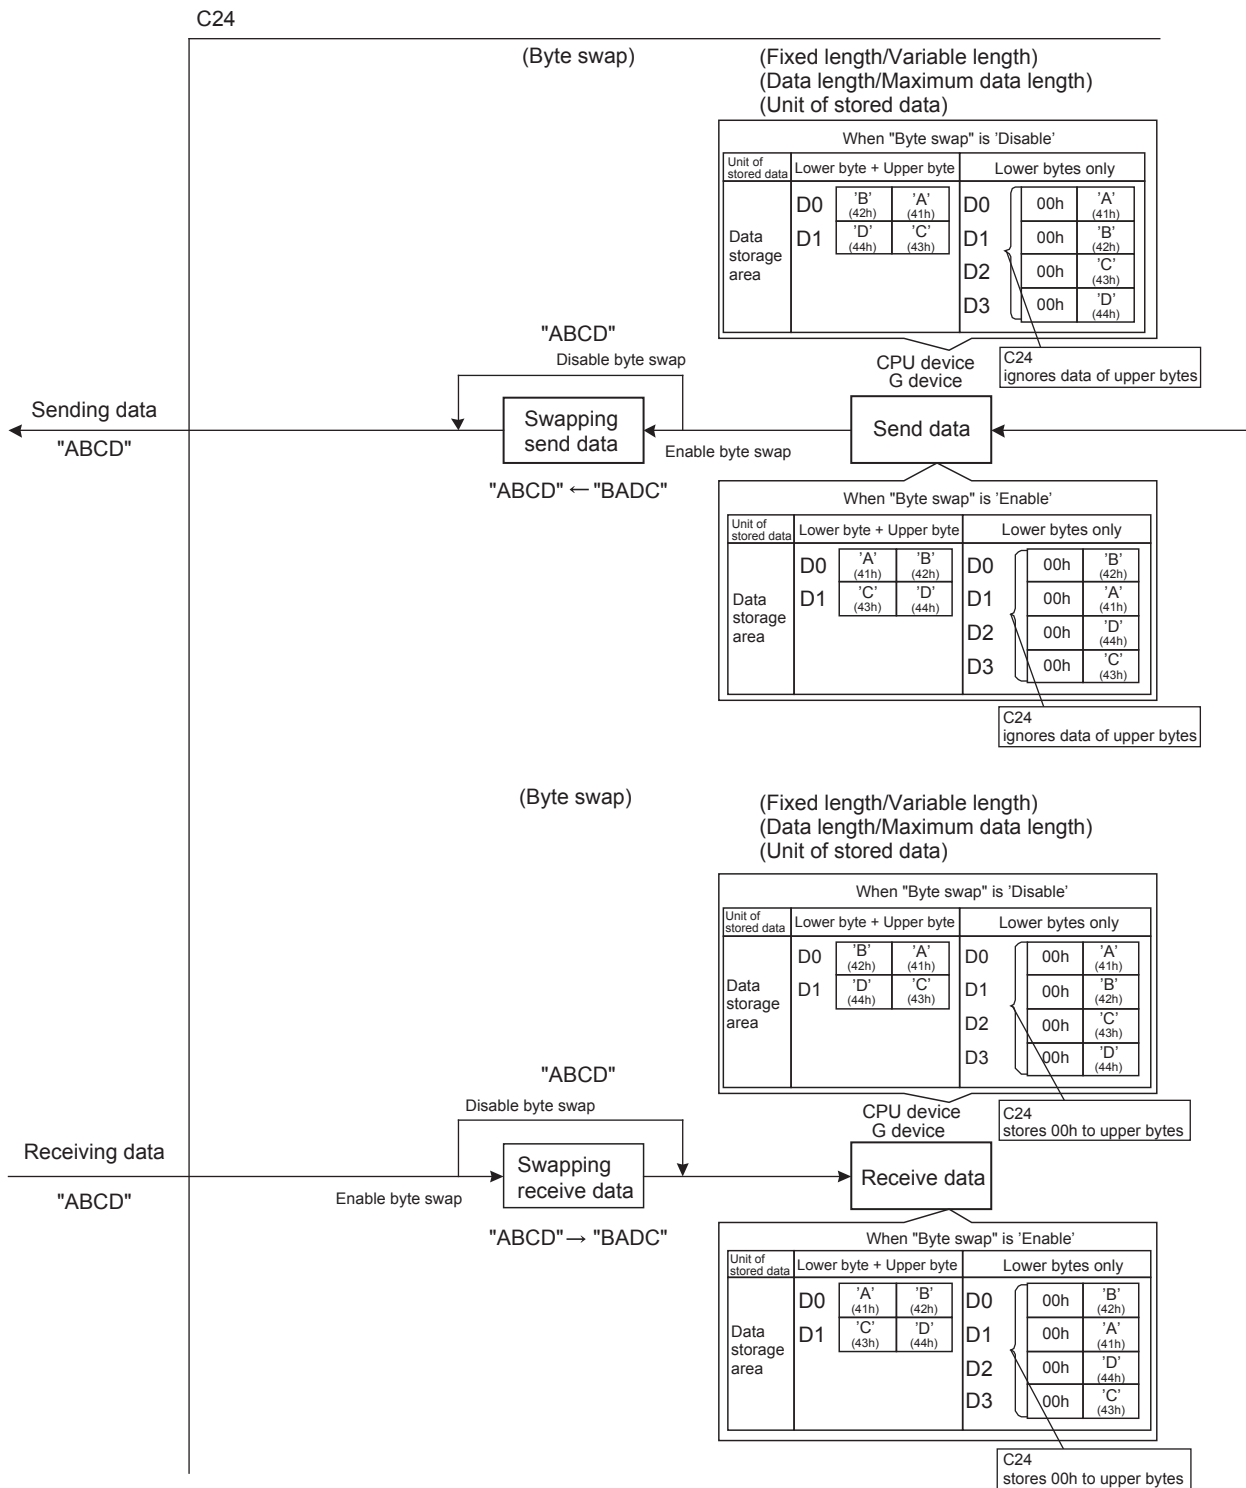 C24
(Byte swap)
(Fixed length/Variable length)
(Data length/Maximum data length)
(Unit of stored data)
When "Byte swap" is 'Disable'
Unit of stored data
Lower byte + Upper byte
Lower bytes only
Data storage area
D0 'B' (42h) 'A' (41h)
D1 'D' (44h) 'C' (43h)
D0 00h 'A' (41h)
D1 00h 'B' (42h)
D2 00h 'C' (43h)
D3 00h 'D' (44h)
C24
ignores data of upper bytes
"ABCD"
Disable byte swap
CPU device
G device
Sending data
"ABCD"
Swapping
send data
Enable byte swap
Send data
"ABCD" ← "BADC"
When "Byte swap" is 'Enable'
Unit of stored data
Lower byte + Upper byte
Lower bytes only
Data storage area
D0 'A' (41h) 'B' (42h)
D1 'C' (43h) 'D' (44h)
D0 00h 'B' (42h)
D1 00h 'A' (41h)
D2 00h 'D' (44h)
D3 00h 'C' (43h)
C24
ignores data of upper bytes
(Byte swap)
(Fixed length/Variable length)
(Data length/Maximum data length)
(Unit of stored data)
When "Byte swap" is 'Disable'
Unit of stored data
Lower byte + Upper byte
Lower bytes only
Data storage area
D0 'B' (42h) 'A' (41h)
D1 'D' (44h) 'C' (43h)
D0 00h 'A' (41h)
D1 00h 'B' (42h)
D2 00h 'C' (43h)
D3 00h 'D' (44h)
C24
stores 00h to upper bytes
"ABCD"
Disable byte swap
CPU device
G device
Receiving data
"ABCD"
Enable byte swap
Swapping
receive data
Receive data
"ABCD" → "BADC"
When "Byte swap" is 'Enable'
Unit of stored data
Lower byte + Upper byte
Lower bytes only
Data storage area
D0 'A' (41h) 'B' (42h)
D1 'C' (43h) 'D' (44h)
D0 00h 'B' (42h)
D1 00h 'A' (41h)
D2 00h 'D' (44h)
D3 00h 'C' (43h)
C24
stores 00h to upper bytes